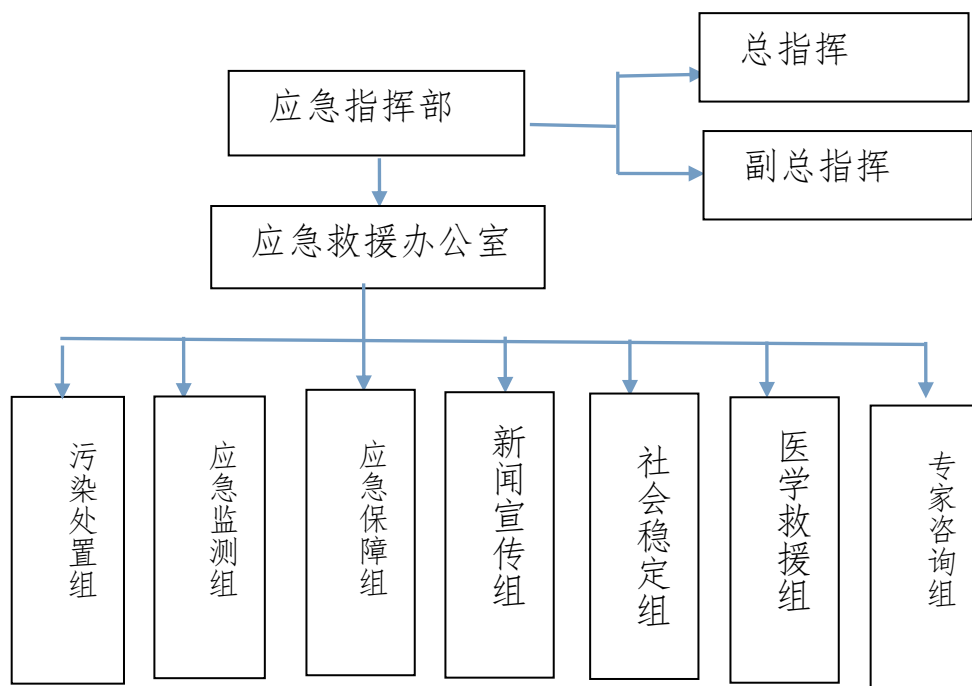 总指挥
应急指挥部
副总指挥
应急救援办公室
污染处置组
应急监测组
应急保障组
新闻宣传组
社会稳定组
医学救援组
专家咨询组